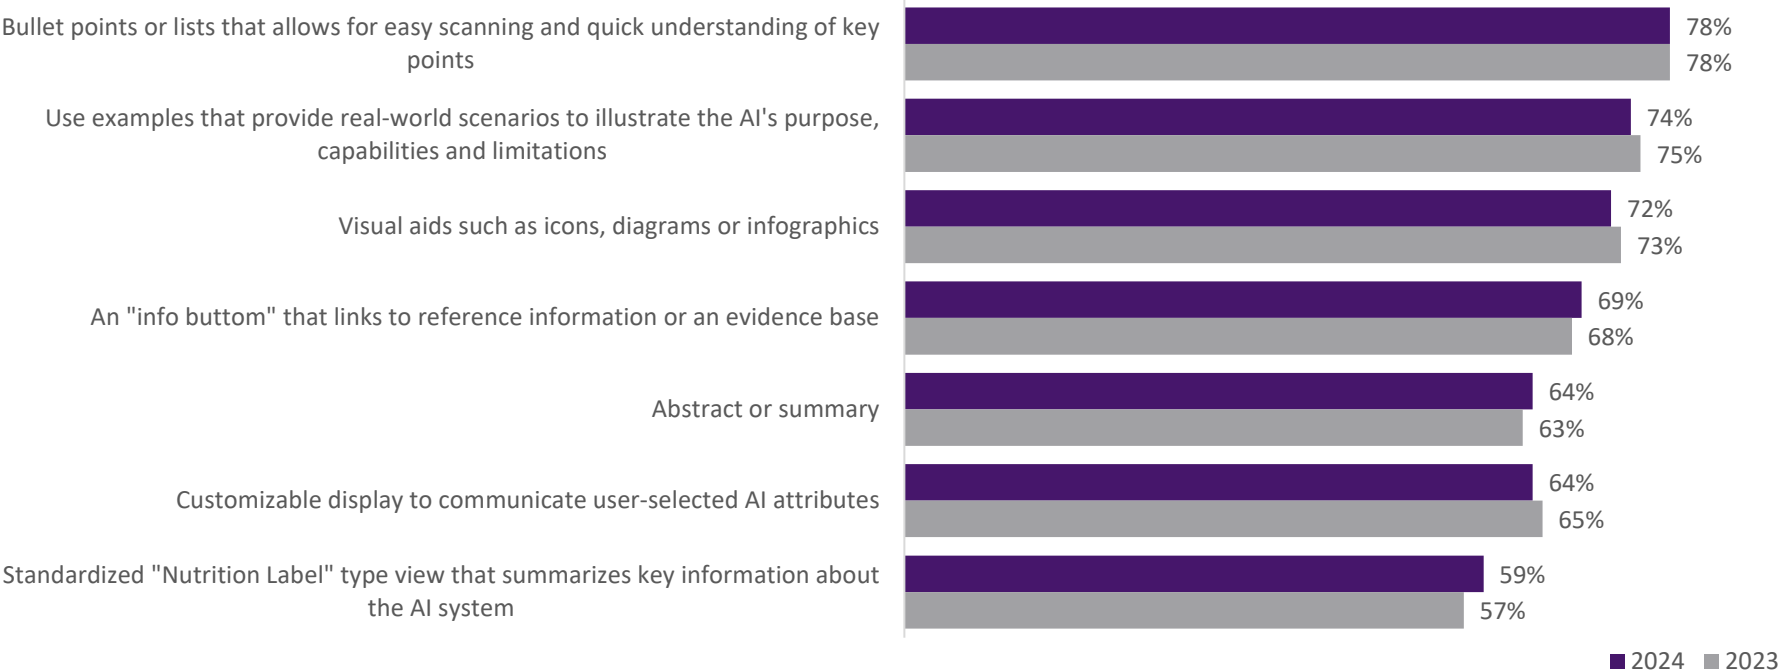 Bullet points or lists that allows for easy scanning and quick understanding of key
points
78%
78%
Use examples that provide real-world scenarios to illustrate the AI's purpose,
capabilities and limitations
74%
75%
Visual aids such as icons, diagrams or infographics
72%
73%
An "info buttom" that links to reference information or an evidence base
69%
68%
Abstract or summary
64%
63%
Customizable display to communicate user-selected AI attributes
64%
65%
Standardized "Nutrition Label" type view that summarizes key information about
the AI system
59%
57%
2024 2023